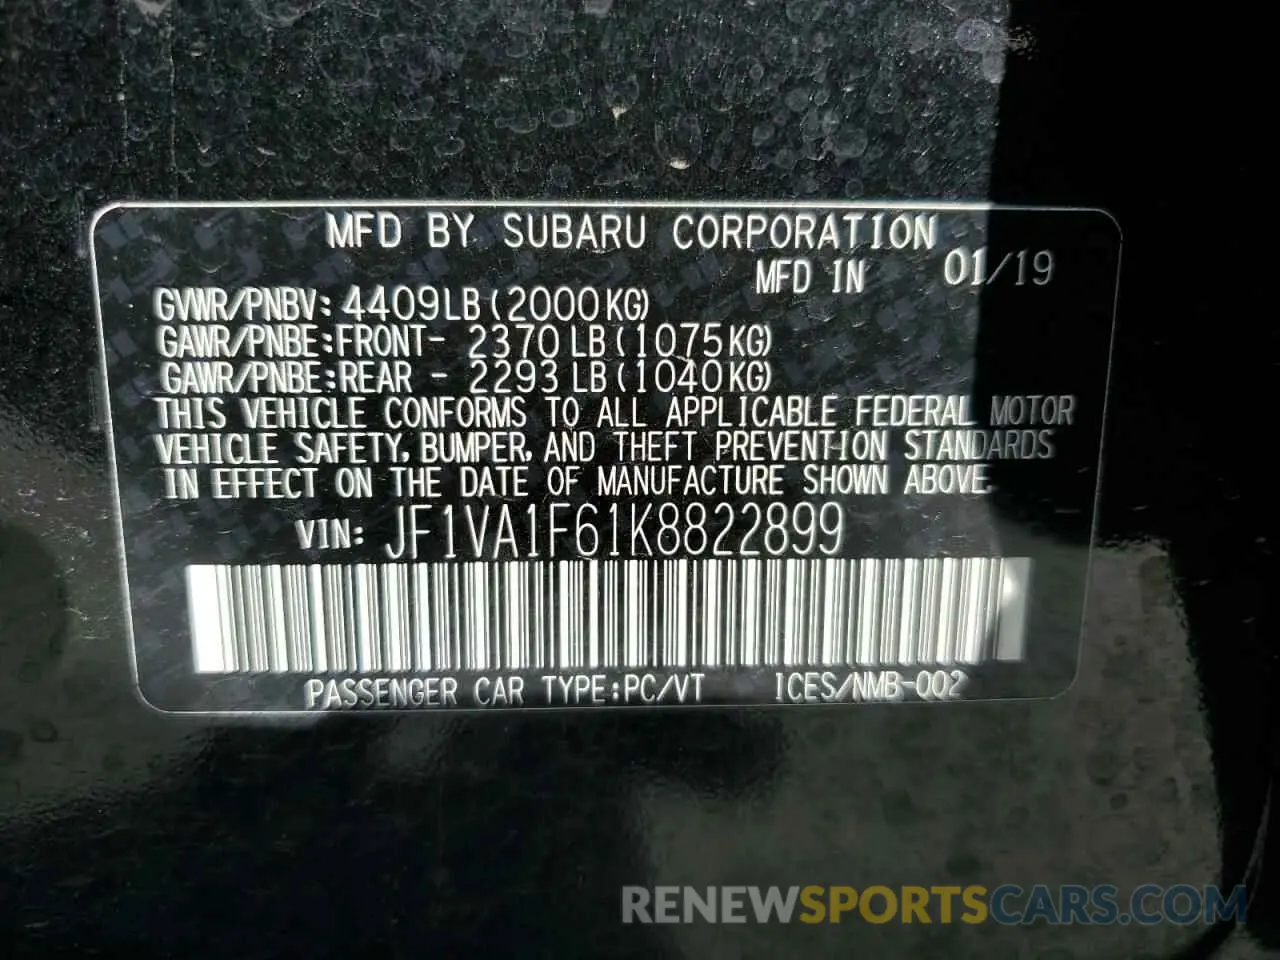 MFD BY SUBARU CORPORATION
MFD IN 01/19
GVWR/PNBV: 4409LB(2000KG)
GAWR/PNBE:FRONT- 2370LB(1075KG)
GAWR/PNBE:REAR - 2293LB(1040KG)
THIS VEHICLE CONFORMS TO ALL APPLICABLE FEDERAL MOTOR
VEHICLE SAFETY, BUMPER, AND THEFT PREVENTION STANDARDS
IN EFFECT ON THE DATE OF MANUFACTURE SHOWN ABOVE.
VIN: JF1VA1F61K8822899
PASSENGER CAR TYPE:PC/VT ICES/NMB-002
RENEWSPORTSCARS.COM